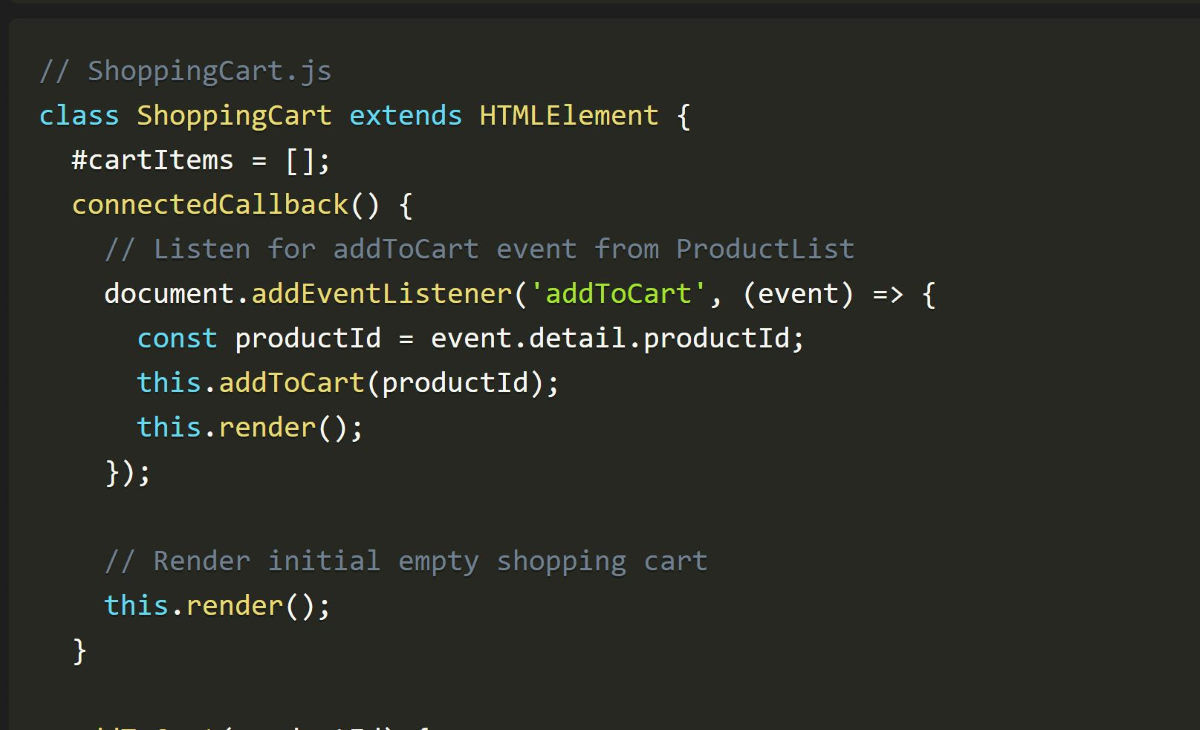 // ShoppingCart.js
class ShoppingCart extends HTMLElement {
  #cartItems = [];
  connectedCallback() {
    // Listen for addToCart event from ProductList
    document.addEventListener('addToCart', (event) => {
      const productId = event.detail.productId;
      this.addToCart(productId);
      this.render();
    });

    // Render initial empty shopping cart
    this.render();
  }